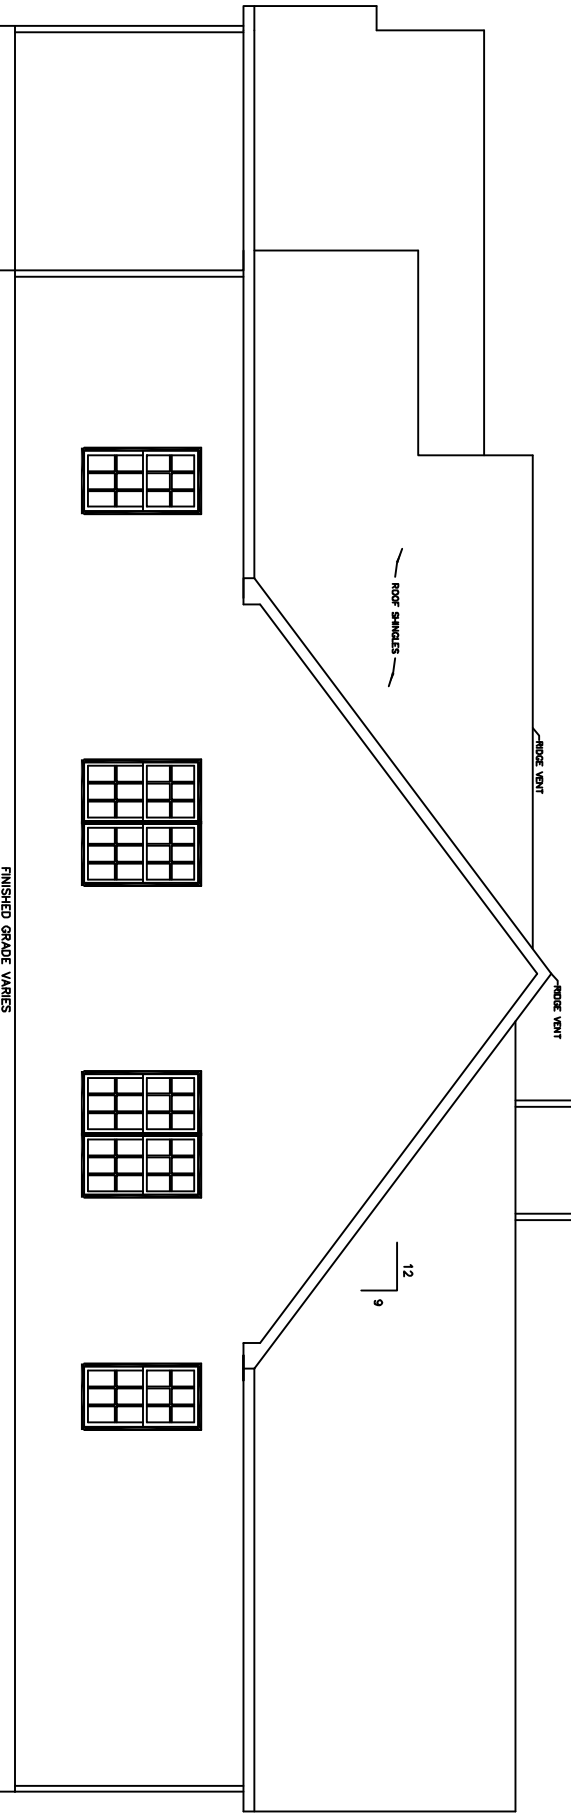 RIDGE VENT
RIDGE VENT
ROOF SHINGLES
12
9
FINISHED GRADE VARIES